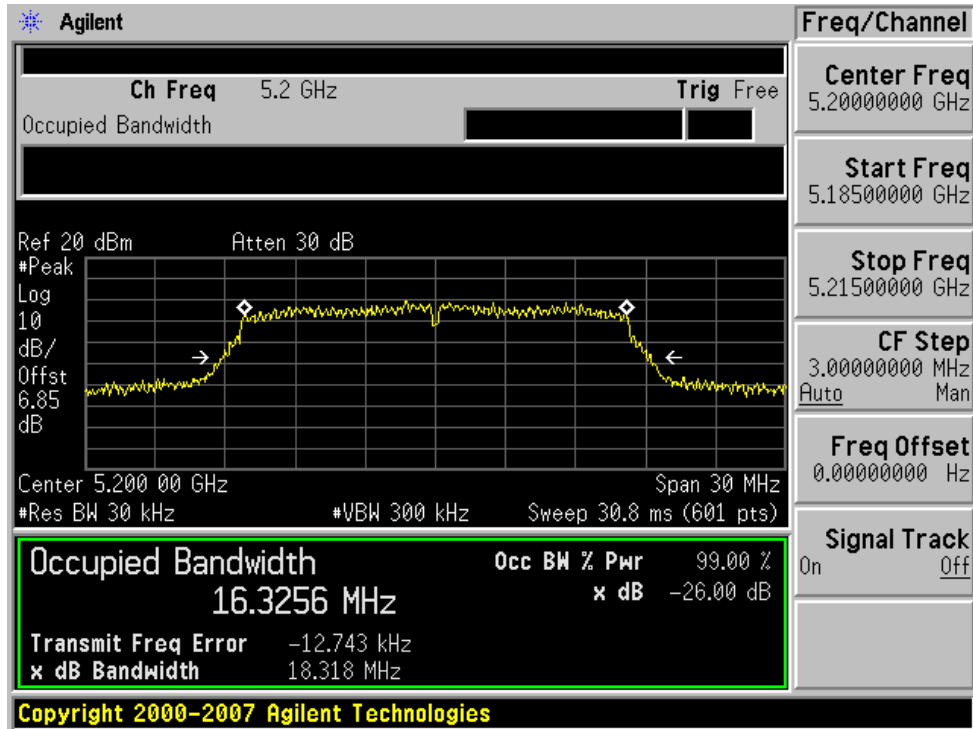 Agilent
Ch Freq 5.2 GHz Trig Free
Occupied Bandwidth
Ref 20 dBm Atten 30 dB
#Peak
Log
10
dB/
Offst
6.85
dB
Center 5.200 00 GHz Span 30 MHz
#Res BW 30 kHz #VBW 300 kHz Sweep 30.8 ms (601 pts)
Occupied Bandwidth
16.3256 MHz
Occ BW % Pwr 99.00 %
x dB -26.00 dB
Transmit Freq Error -12.743 kHz
x dB Bandwidth 18.318 MHz
Copyright 2000-2007 Agilent Technologies
Freq/Channel
Center Freq
5.20000000 GHz
Start Freq
5.18500000 GHz
Stop Freq
5.21500000 GHz
CF Step
3.00000000 MHz
Auto Man
Freq Offset
0.00000000 Hz
Signal Track
On Off